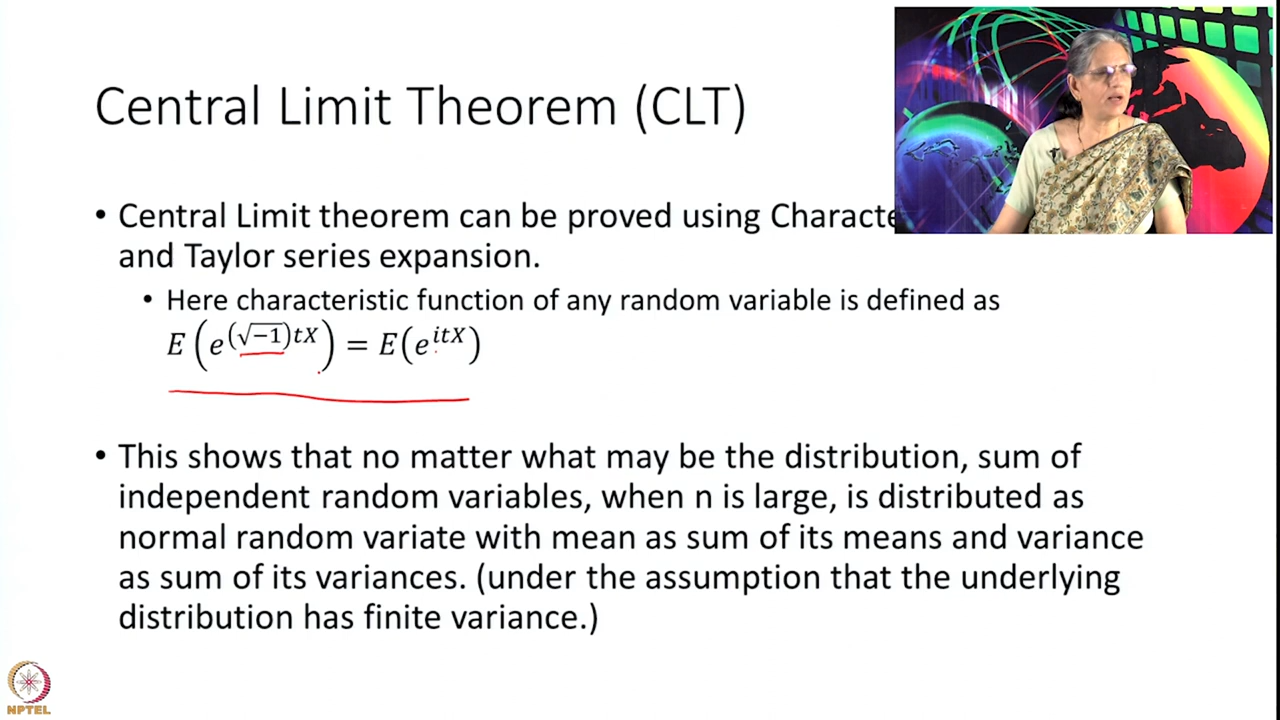 Central Limit Theorem (CLT)
• Central Limit theorem can be proved using
and Taylor series expansion.
• Here characteristic function of any random variable is defined as
E(e^{(√−1)tX}) = E(e^{itX})
• This shows that no matter what may be the distribution, sum of
independent random variables, when n is large, is distributed as
normal random variate with mean as sum of its means and variance
as sum of its variances. (under the assumption that the underlying
distribution has finite variance.)
NPTEL